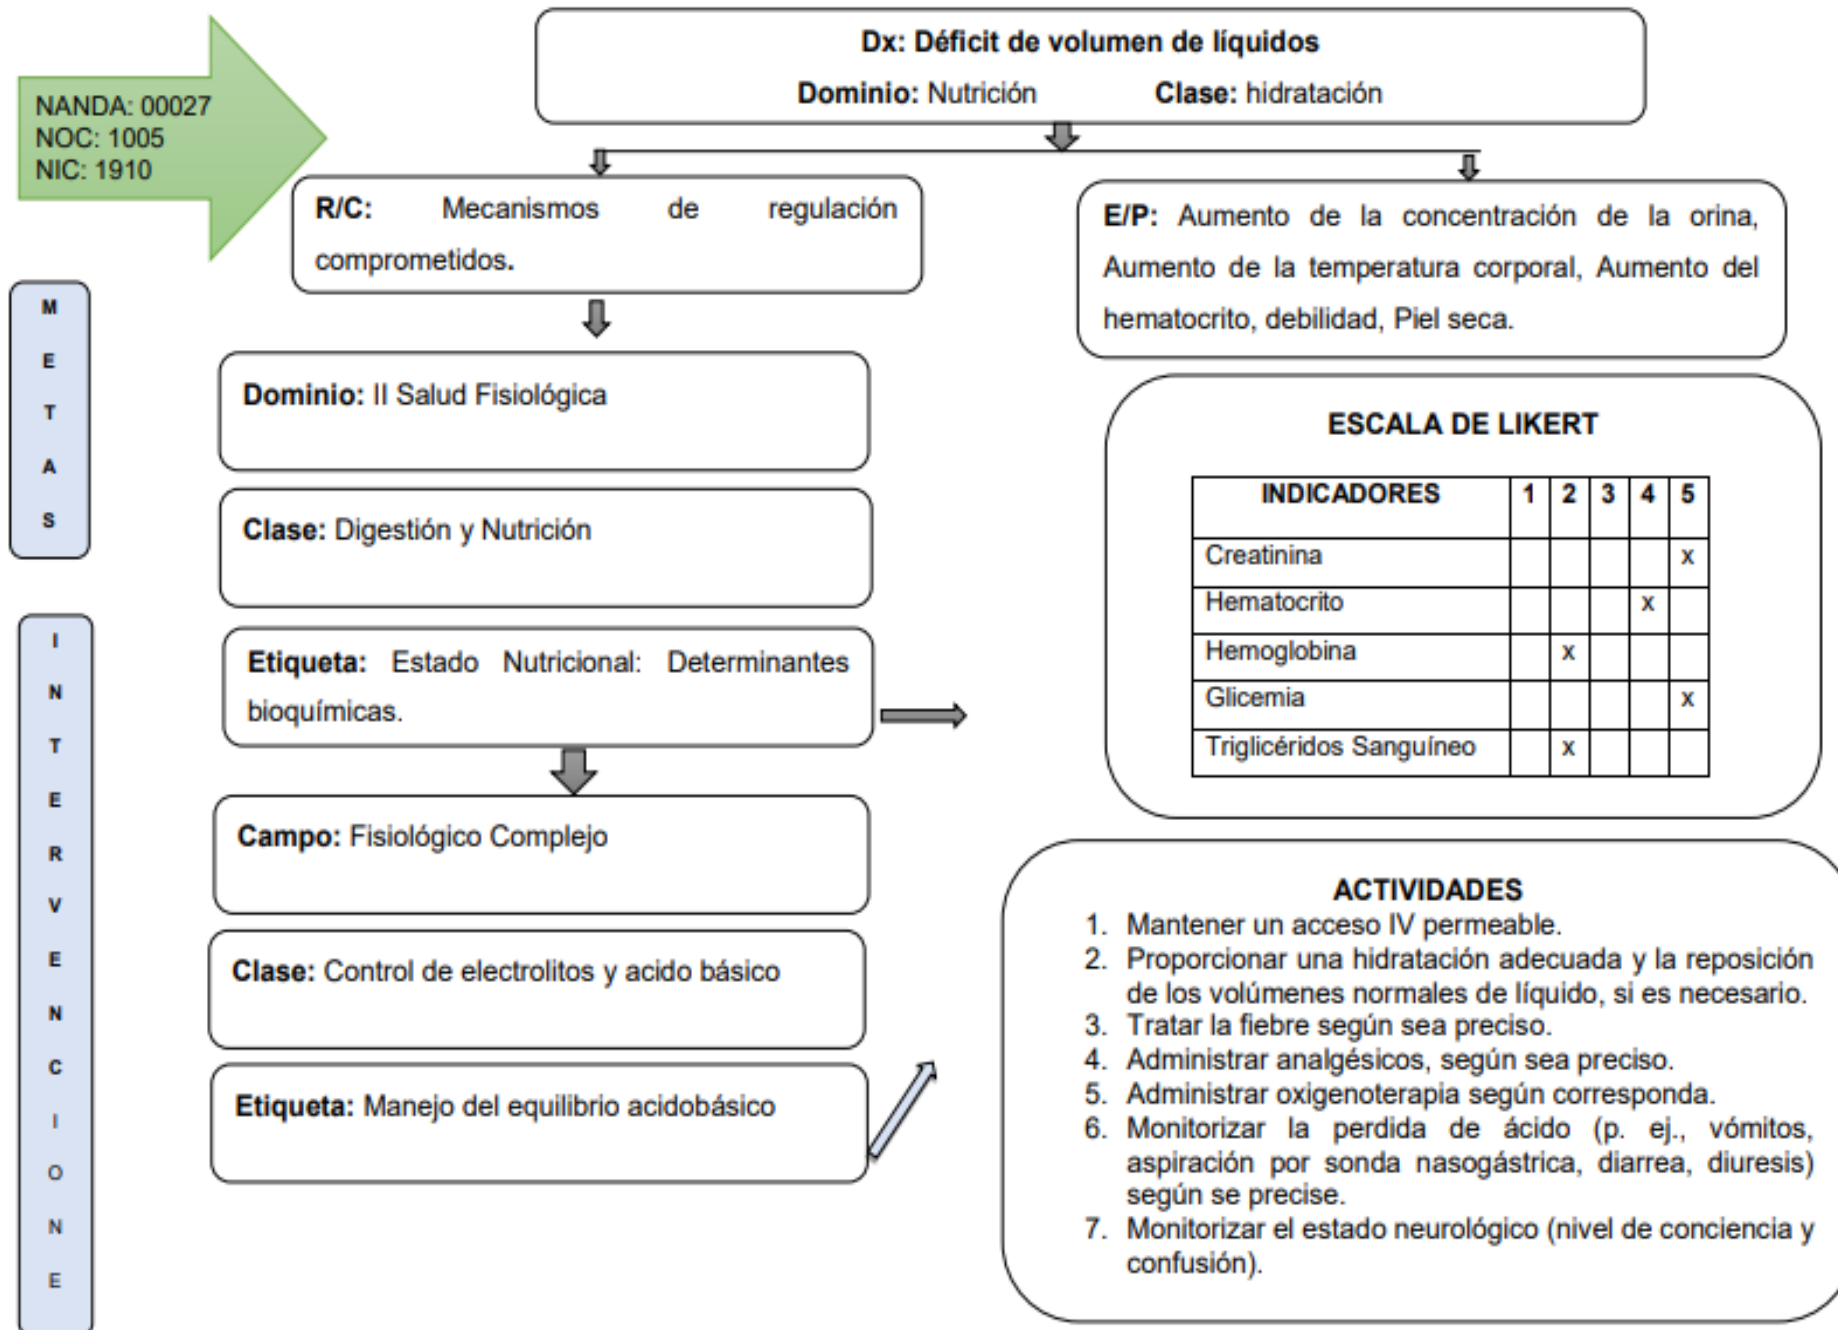 Dx: Déficit de volumen de líquidos
Dominio: Nutrición Clase: hidratación
NANDA: 00027
NOC: 1005
NIC: 1910
R/C: Mecanismos de regulación
comprometidos.
E/P: Aumento de la concentración de la orina,
Aumento de la temperatura corporal, Aumento del
hematocrito, debilidad, Piel seca.
M
E
T
A
S
Dominio: II Salud Fisiológica
Clase: Digestión y Nutrición
Etiqueta: Estado Nutricional: Determinantes
bioquímicas.
ESCALA DE LIKERT
INDICADORES 1 2 3 4 5
Creatinina x
Hematocrito x
Hemoglobina x
Glicemia x
Triglicéridos Sanguíneo x
I
N
T
E
R
V
E
N
C
I
O
N
E
Campo: Fisiológico Complejo
Clase: Control de electrolitos y acido básico
Etiqueta: Manejo del equilibrio acidobásico
ACTIVIDADES
1. Mantener un acceso IV permeable.
2. Proporcionar una hidratación adecuada y la reposición
de los volúmenes normales de líquido, si es necesario.
3. Tratar la fiebre según sea preciso.
4. Administrar analgésicos, según sea preciso.
5. Administrar oxigenoterapia según corresponda.
6. Monitorizar la perdida de ácido (p. ej., vómitos,
aspiración por sonda nasogástrica, diarrea, diuresis)
según se precise.
7. Monitorizar el estado neurológico (nivel de conciencia y
confusión).